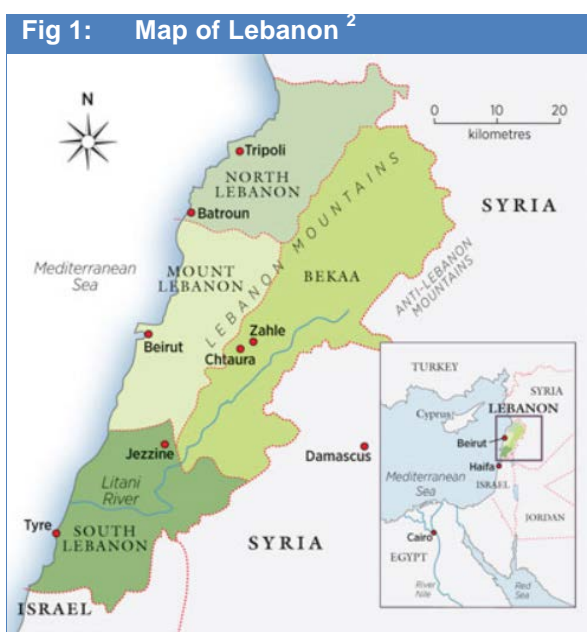 Fig 1: Map of Lebanon 2
N
0 10 20
kilometres
Tripoli
NORTH
LEBANON
SYRIA
Batroun
LEBANON MOUNTAINS
Mediterranean
Sea
MOUNT
LEBANON
BEKAA
ANTI-LEBANON
MOUNTAINS
Beirut
Zahle
Chtaura
Jezzine
Damascus
Litani
River
Tyre
SOUTH
LEBANON
SYRIA
ISRAEL
TURKEY
SYRIA
Cyprus
LEBANON
Beirut
Haifa
Mediterranean
Sea
ISRAEL
JORDAN
Cairo
EGYPT
River
Nile
Red
Sea